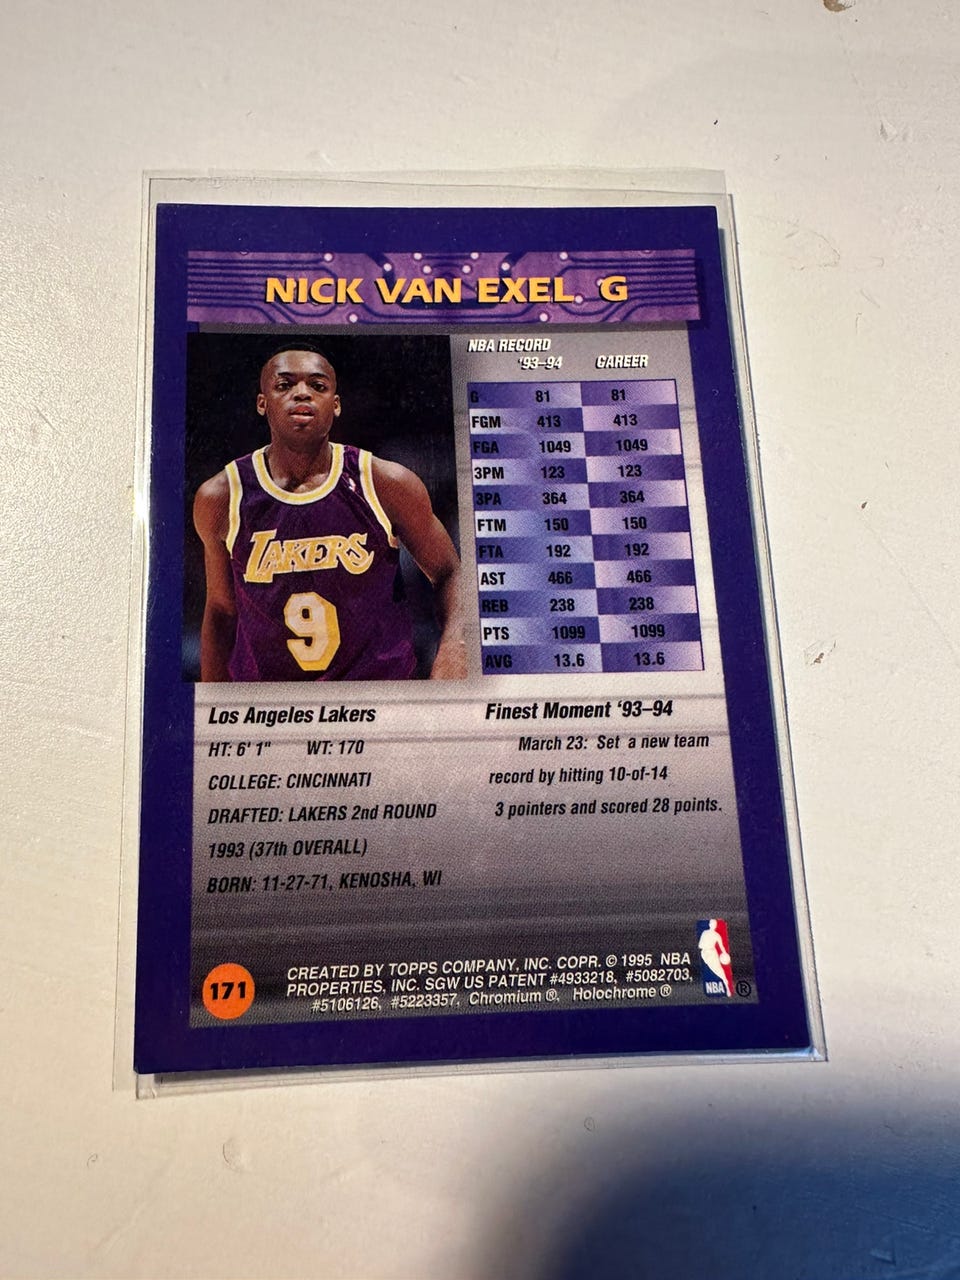 NICK VAN EXEL G
LAKERS
9
NBA RECORD
'93-94 CAREER
G 81 81
FGM 413 413
FGA 1049 1049
3PM 123 123
3PA 364 364
FTM 150 150
FTA 192 192
AST 466 466
REB 238 238
PTS 1099 1099
AVG 13.6 13.6
Los Angeles Lakers
HT: 6' 1" WT: 170
COLLEGE: CINCINNATI
DRAFTED: LAKERS 2nd ROUND
1993 (37th OVERALL)
BORN: 11-27-71, KENOSHA, WI
Finest Moment '93–94
March 23: Set a new team
record by hitting 10-of-14
3 pointers and scored 28 points.
171
CREATED BY TOPPS COMPANY, INC. COPR. © 1995 NBA
PROPERTIES, INC. SGW US PATENT #4933218, #5082703,
#5106126, #5223357, Chromium ®, Holochrome ®
NBA ®